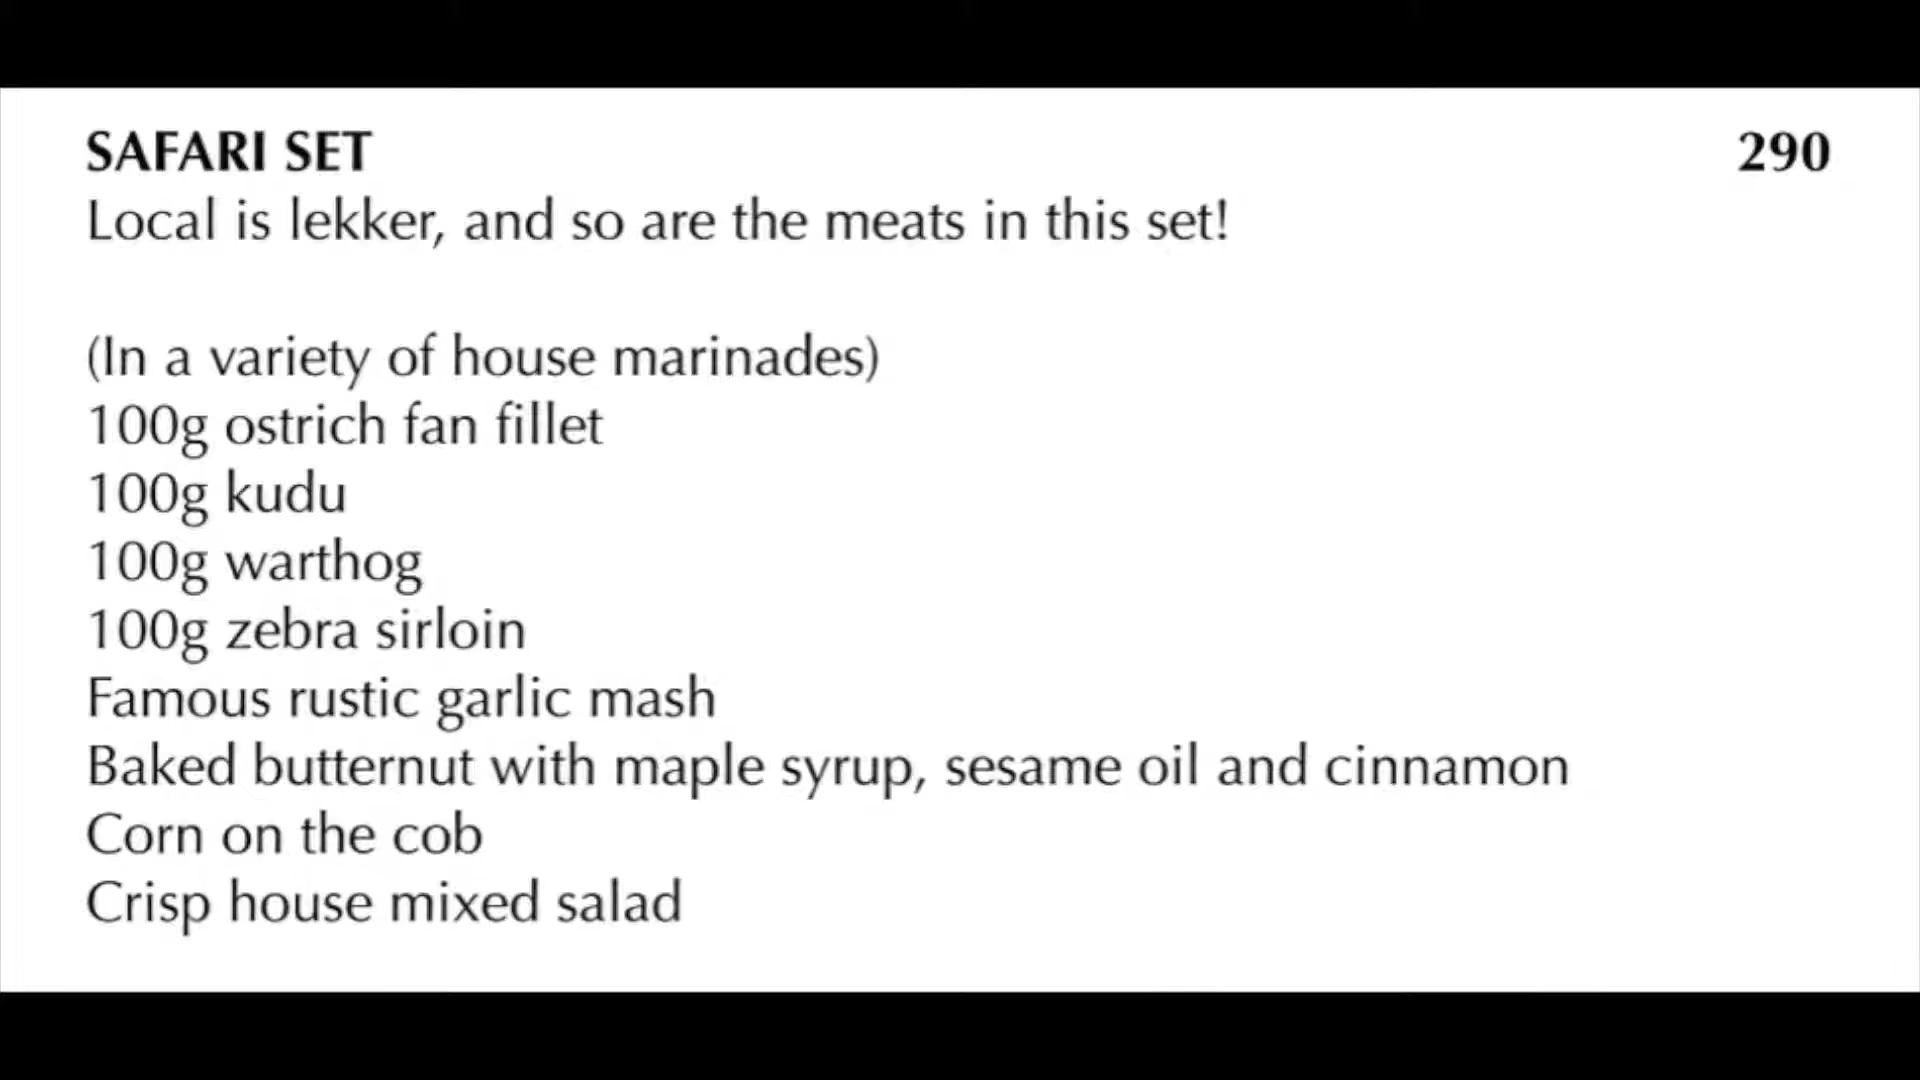 SAFARI SET 290
Local is lekker, and so are the meats in this set!
(In a variety of house marinades)
100g ostrich fan fillet
100g kudu
100g warthog
100g zebra sirloin
Famous rustic garlic mash
Baked butternut with maple syrup, sesame oil and cinnamon
Corn on the cob
Crisp house mixed salad